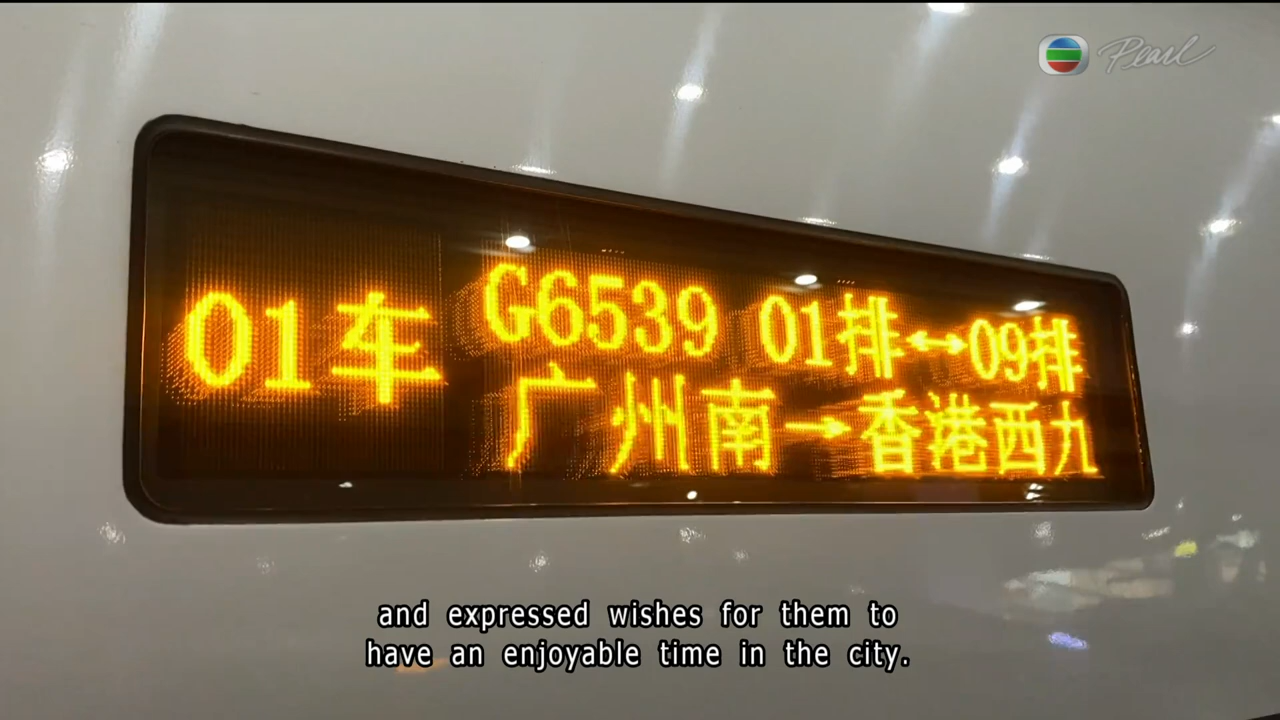 Pearl
01车
G6539 01排↔09排
广州南→香港西九
and expressed wishes for them to
have an enjoyable time in the city.